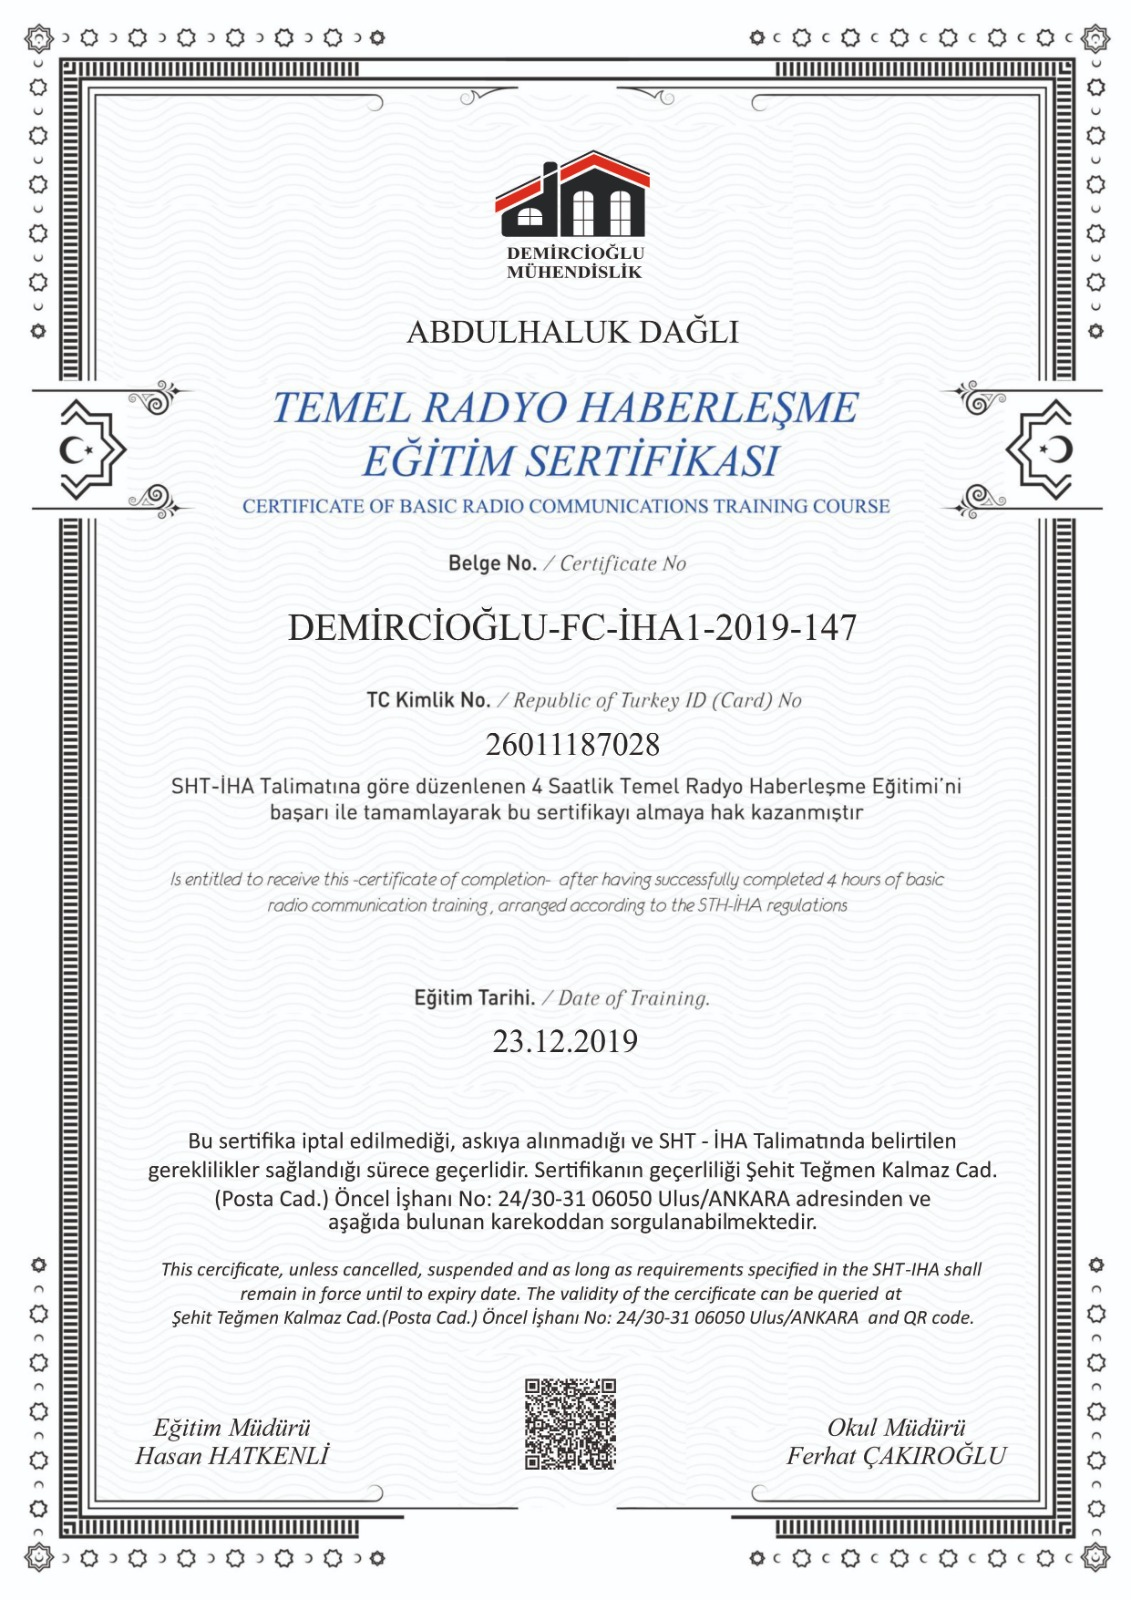 DEMİRCİOĞLU
MÜHENDİSLİK
ABDULHALUK DAĞLI
TEMEL RADYO HABERLEŞME
EĞİTİM SERTİFİKASI
CERTIFICATE OF BASIC RADIO COMMUNICATIONS TRAINING COURSE
Belge No. / Certificate No
DEMİRCİOĞLU-FC-İHA1-2019-147
TC Kimlik No. / Republic of Turkey ID (Card) No
26011187028
SHT-İHA Talimatına göre düzenlenen 4 Saatlik Temel Radyo Haberleşme Eğitimi'ni
başarı ile tamamlayarak bu sertifikayı almaya hak kazanmıştır
Is entitled to receive this -certificate of completion- after having successfully completed 4 hours of basic
radio communication training , arranged according to the STH-İHA regulations
Eğitim Tarihi. / Date of Training.
23.12.2019
Bu sertifika iptal edilmediği, askıya alınmadığı ve SHT - İHA Talimatında belirtilen
gereklilikler sağlandığı sürece geçerlidir. Sertifikanın geçerliliği Şehit Teğmen Kalmaz Cad.
(Posta Cad.) Öncel İşhanı No: 24/30-31 06050 Ulus/ANKARA adresinden ve
aşağıda bulunan karekoddan sorgulanabilmektedir.
This cercificate, unless cancelled, suspended and as long as requirements specified in the SHT-IHA shall
remain in force until to expiry date. The validity of the cercificate can be queried at
Şehit Teğmen Kalmaz Cad.(Posta Cad.) Öncel İşhanı No: 24/30-31 06050 Ulus/ANKARA and QR code.
Eğitim Müdürü
Hasan HATKENLİ
Okul Müdürü
Ferhat ÇAKIROĞLU